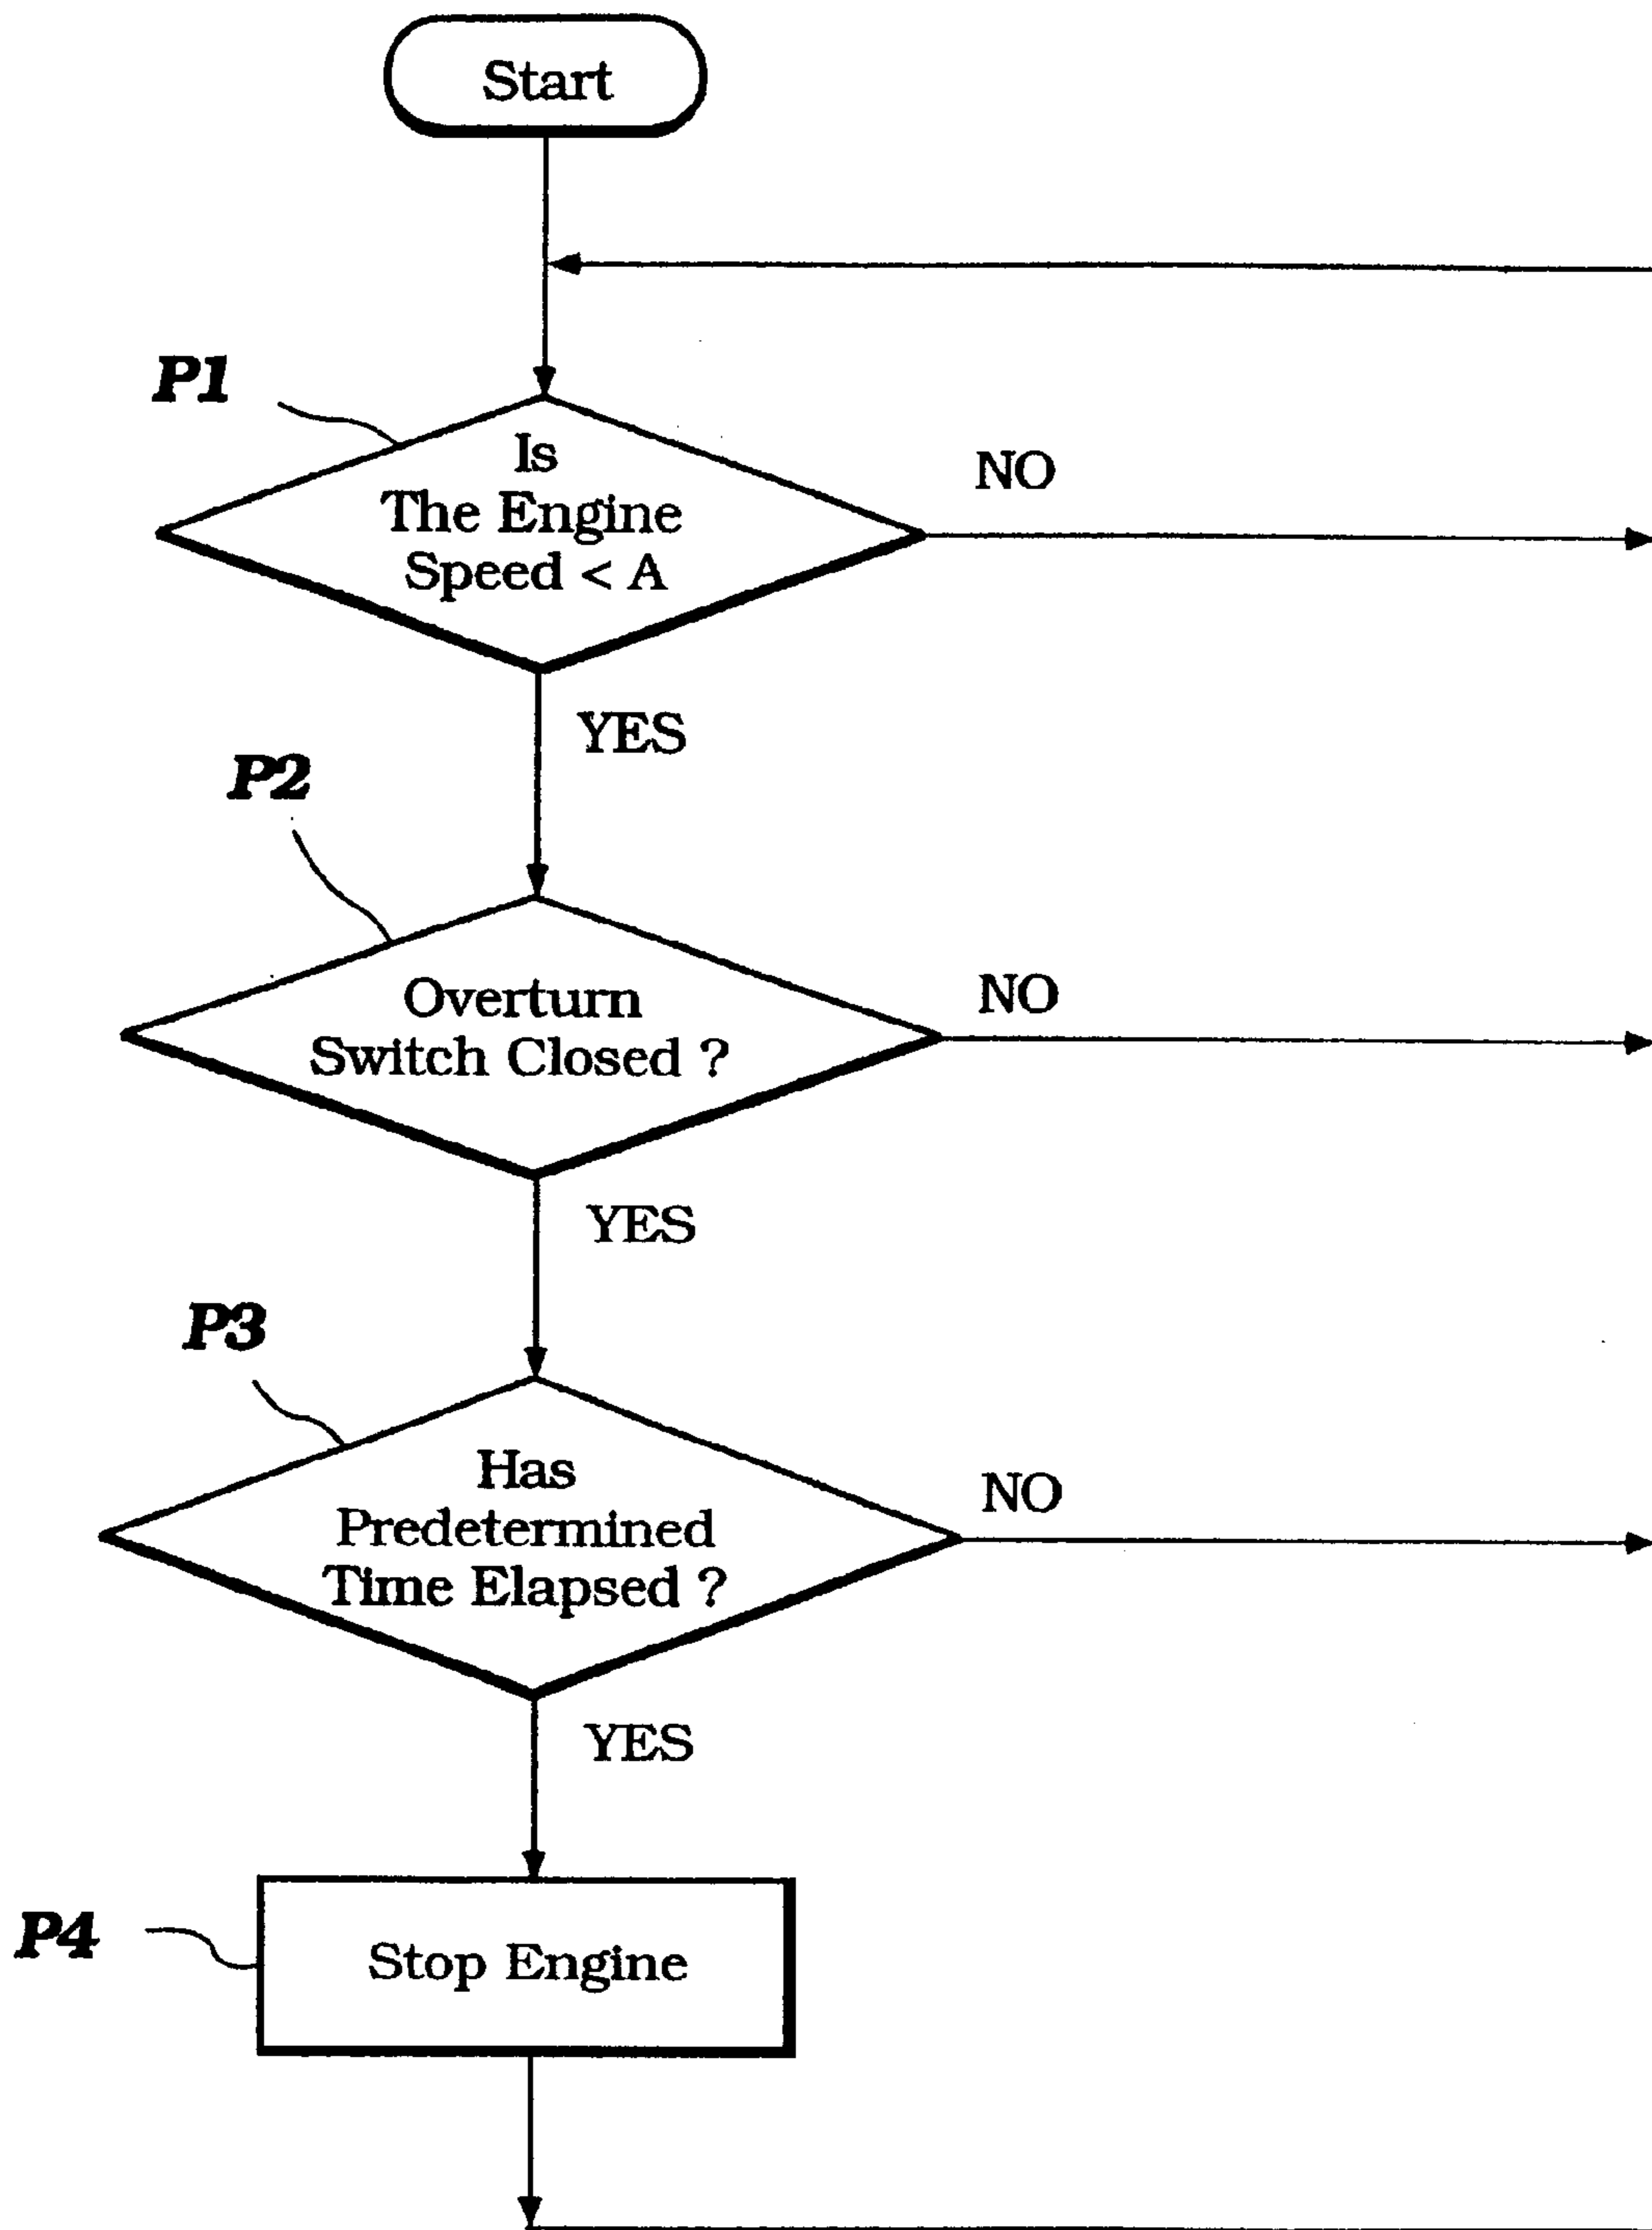 Start
P1
Is
The Engine
Speed < A
NO
YES
P2
Overturn
Switch Closed ?
NO
YES
P3
Has
Predetermined
Time Elapsed ?
NO
YES
P4
Stop Engine